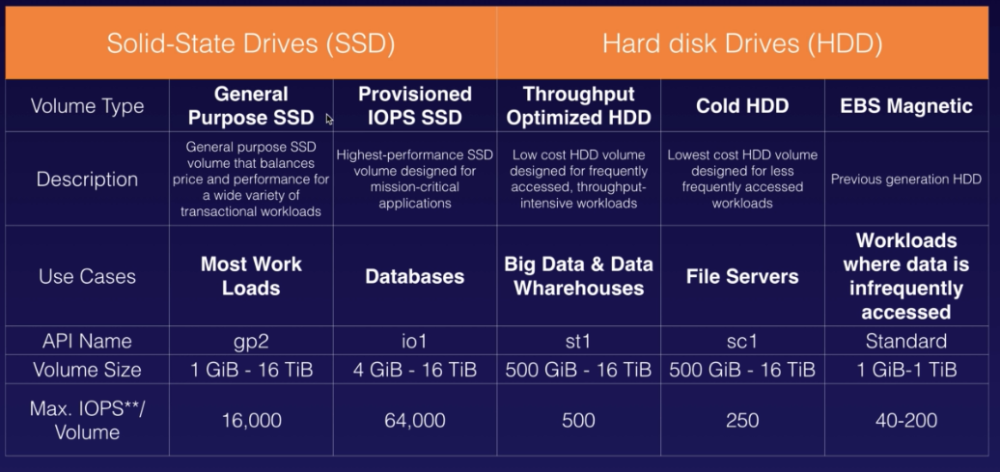 Solid-State Drives (SSD)
Hard disk Drives (HDD)
Volume Type
General
Purpose SSD
Provisioned
IOPS SSD
Throughput
Optimized HDD
Cold HDD
EBS Magnetic
Description
General purpose SSD
volume that balances
price and performance for
a wide variety of
transactional workloads
Highest-performance SSD
volume designed for
mission-critical
applications
Low cost HDD volume
designed for frequently
accessed, throughput-
intensive workloads
Lowest cost HDD volume
designed for less
frequently accessed
workloads
Previous generation HDD
Use Cases
Most Work
Loads
Databases
Big Data & Data
Wharehouses
File Servers
Workloads
where data is
infrequently
accessed
API Name
gp2
io1
st1
sc1
Standard
Volume Size
1 GiB - 16 TiB
4 GiB - 16 TiB
500 GiB - 16 TiB
500 GiB - 16 TiB
1 GiB-1 TiB
Max. IOPS**/
Volume
16,000
64,000
500
250
40-200